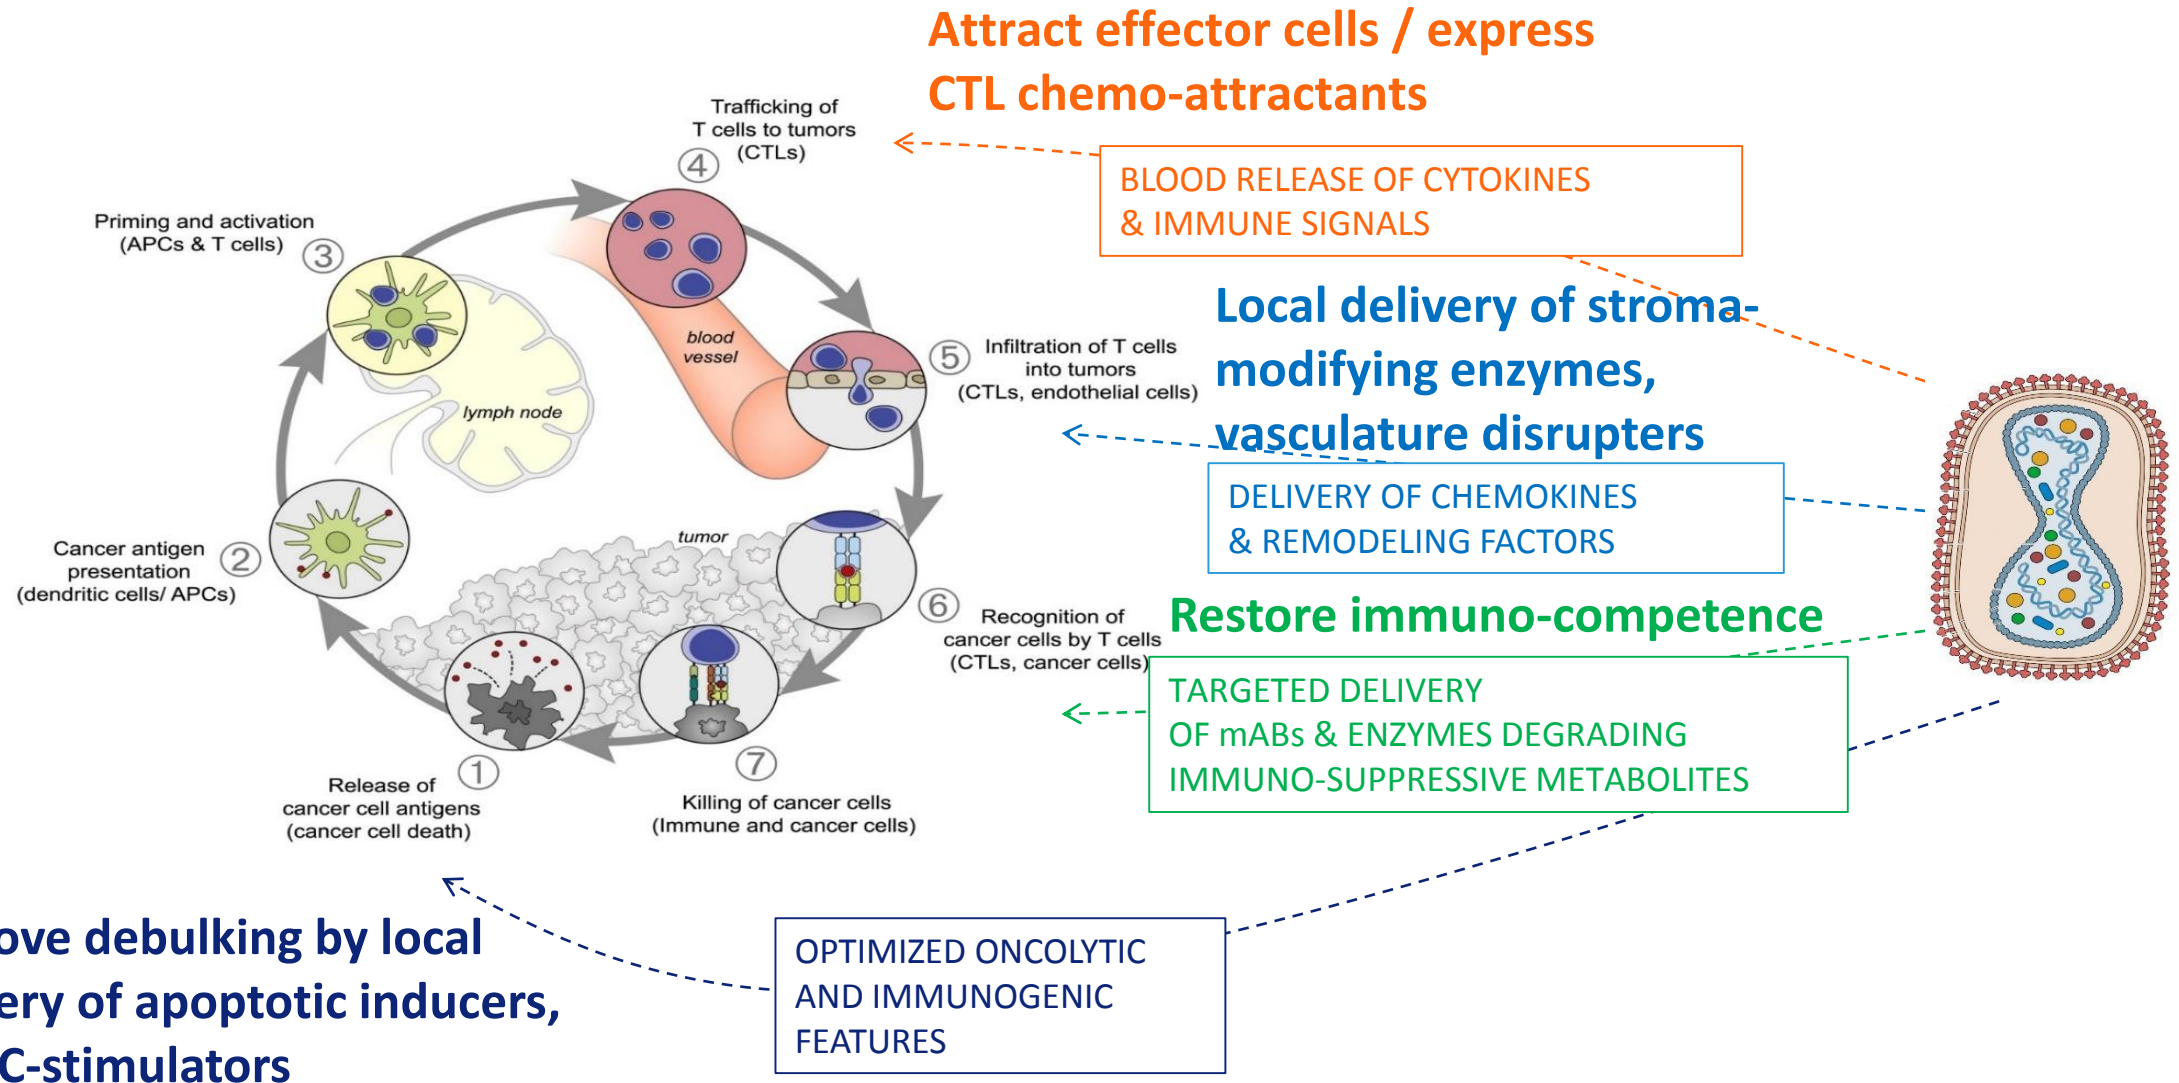 Attract effector cells / express
CTL chemo-attractants
Trafficking of
T cells to tumors
(CTLs)
4
BLOOD RELEASE OF CYTOKINES
& IMMUNE SIGNALS
Priming and activation
(APCs & T cells)
3
blood
vessel
5
Infiltration of T cells
into tumors
(CTLs, endothelial cells)
Local delivery of stroma-
modifying enzymes,
vasculature disrupters
lymph node
DELIVERY OF CHEMOKINES
& REMODELING FACTORS
Cancer antigen
presentation
(dendritic cells/ APCs)
2
tumor
6
Recognition of
cancer cells by T cells
(CTLs, cancer cells)
Restore immuno-competence
TARGETED DELIVERY
OF mABs & ENZYMES DEGRADING
IMMUNO-SUPPRESSIVE METABOLITES
1
Release of
cancer cell antigens
(cancer cell death)
7
Killing of cancer cells
(Immune and cancer cells)
ove debulking by local
ery of apoptotic inducers,
C-stimulators
OPTIMIZED ONCOLYTIC
AND IMMUNOGENIC
FEATURES